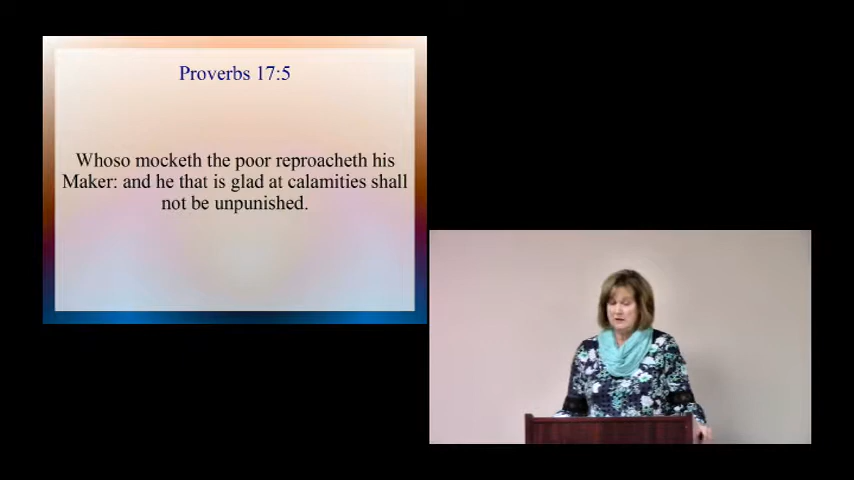 Proverbs 17:5
Whoso mocketh the poor reproacheth his
Maker: and he that is glad at calamities shall
not be unpunished.